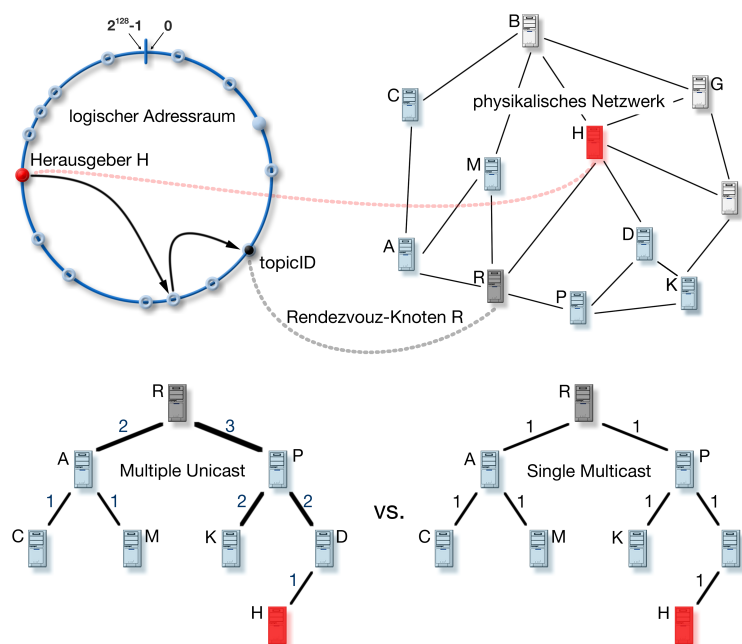 2¹²⁸-1 0
logischer Adressraum
Herausgeber H
topicID
Rendezvouz-Knoten R
B
C
G
physikalisches Netzwerk
H
M
A
D
R
K
P
R
2 3
A
P
Multiple Unicast
1 1 2 2
C
M
K
D
1
H
vs.
R
1 1
A
P
Single Multicast
1 1 1 1
C
M
K
1
H